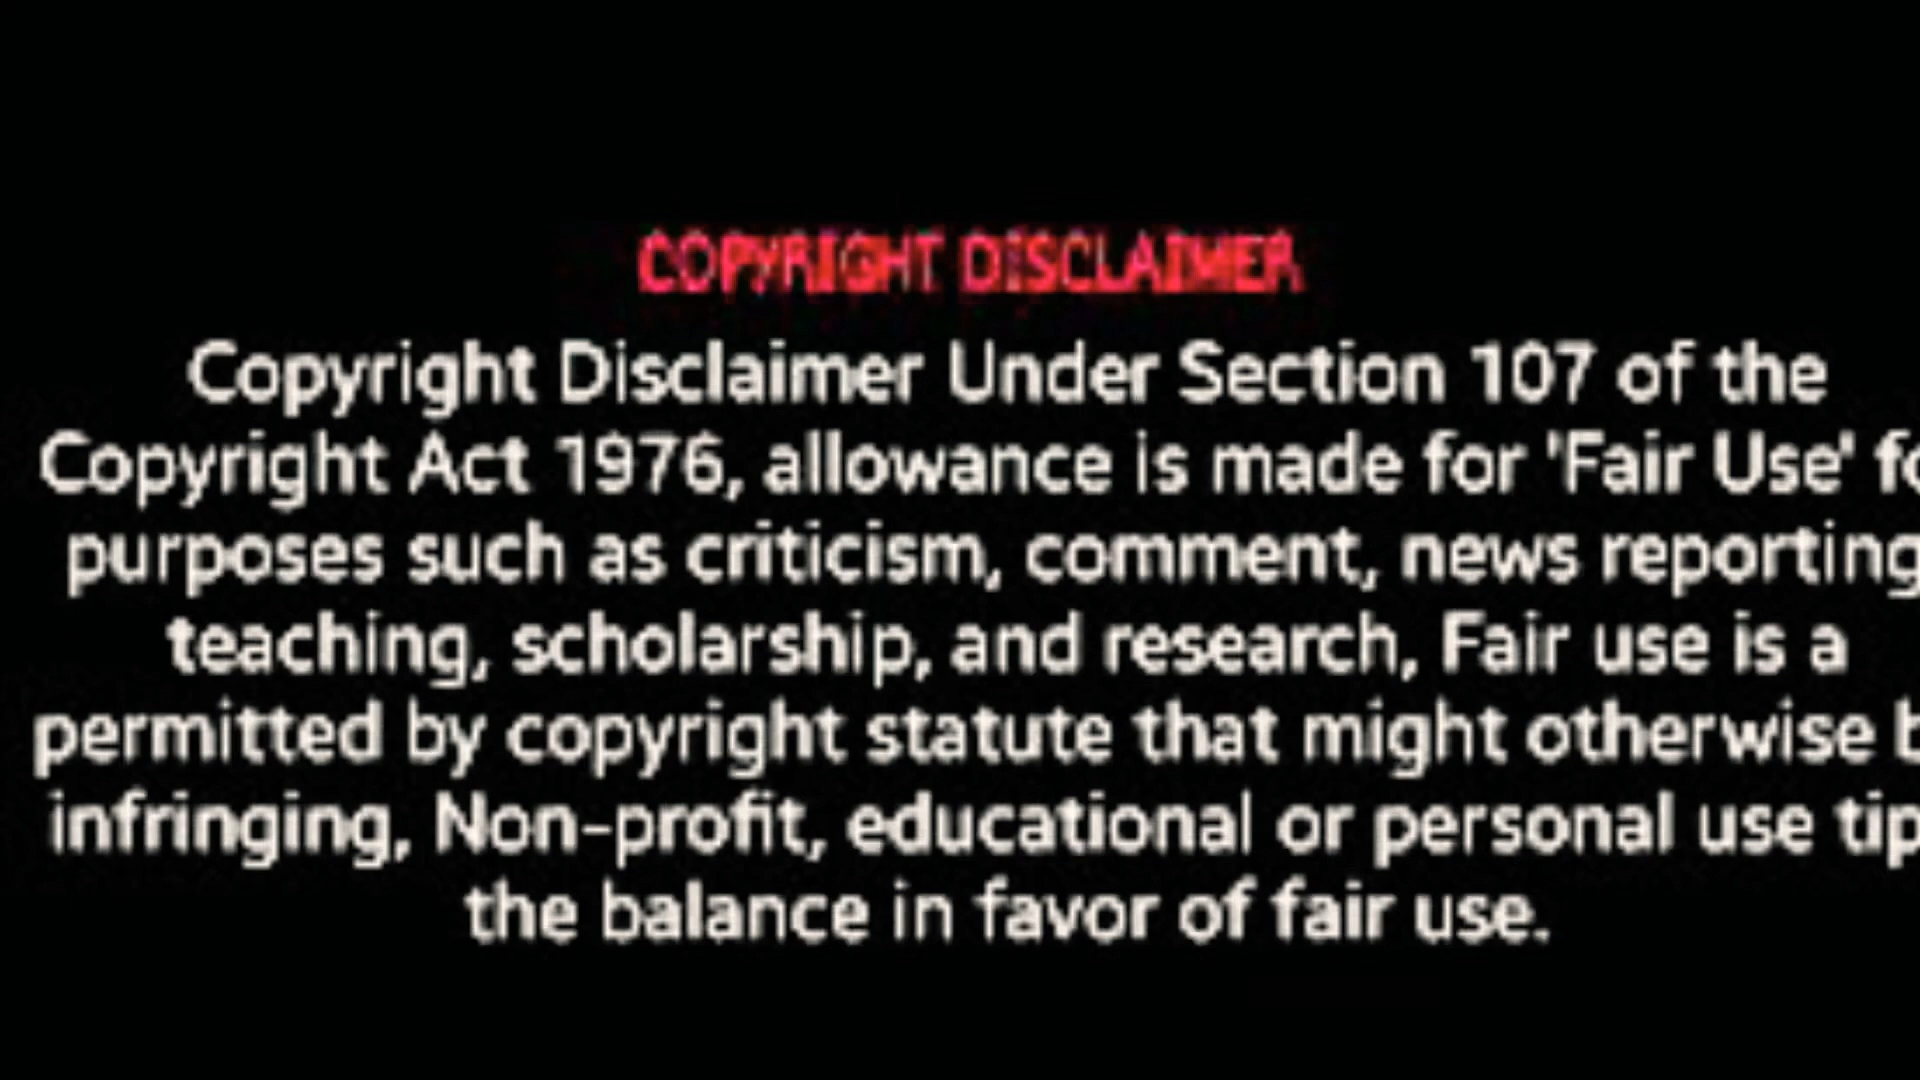 COPYRIGHT DISCLAIMER
Copyright Disclaimer Under Section 107 of the
Copyright Act 1976, allowance is made for 'Fair Use' fo
purposes such as criticism, comment, news reporting
teaching, scholarship, and research, Fair use is a
permitted by copyright statute that might otherwise b
infringing, Non-profit, educational or personal use tip
the balance in favor of fair use.